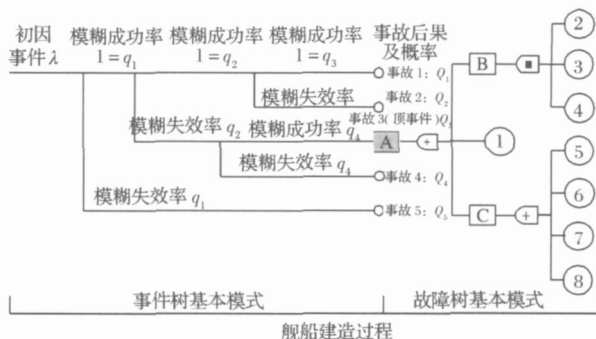 初因
事件λ
模糊成功率
1=q₁
模糊成功率
1=q₂
模糊成功率
1=q₃
事故后果
及概率
事故1：Q₁
模糊失效率
事故2：Q₂
事故3(顶事件)Q₃
模糊失效率 q₂
模糊成功率 q₄
A
+
模糊失效率 q₄
事故4：Q₄
模糊失效率 q₁
事故5：Q₅
B
■
2
3
4
1
C
+
5
6
7
8
事件树基本模式
故障树基本模式
舰船建造过程